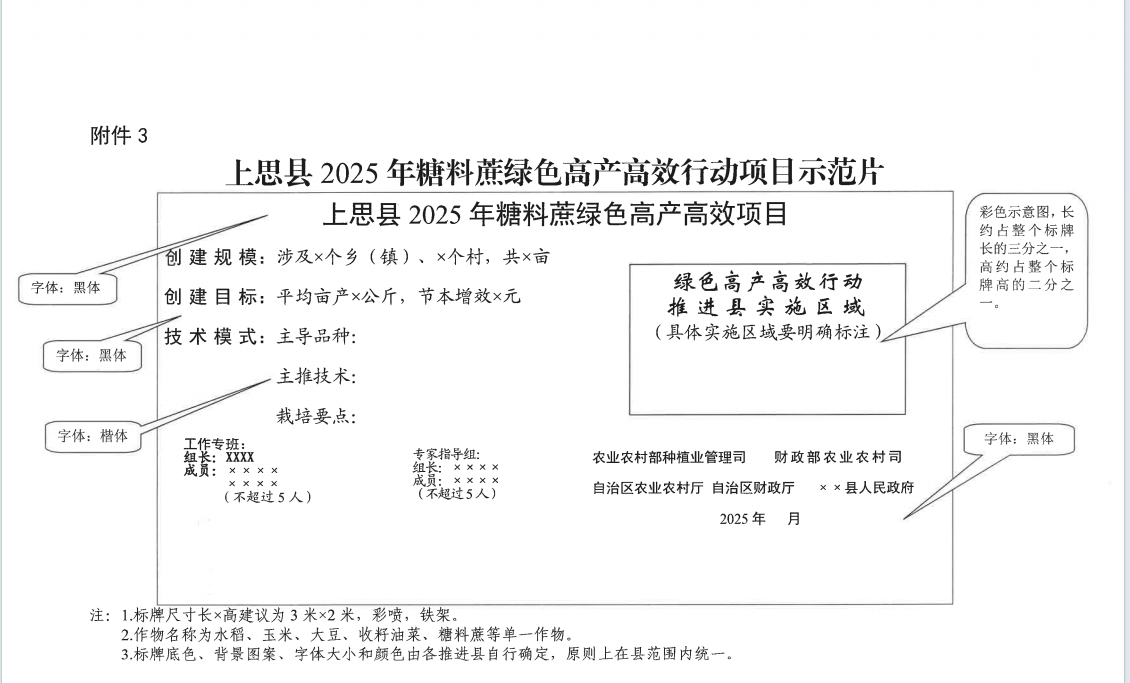 附件 3
上思县 2025 年糖料蔗绿色高产高效行动项目示范片
上思县 2025 年糖料蔗绿色高产高效项目
彩色示意图，长
约占整个标牌
长的三分之一，
高约占整个标
牌高的二分之
一。
创 建 规 模：涉及×个乡（镇）、×个村，共×亩
字体：黑体
创 建 目 标：平均亩产×公斤，节本增效×元
绿色高产高效行动
推 进 县 实 施 区 域
（具体实施区域要明确标注）
技 术 模 式：主导品种：
字体：黑体
主推技术：
栽培要点：
字体：楷体
工作专班：
组长：XXXX
成员：××××
××××
（不超过 5 人）
专家指导组：
组长：××××
成员：××××
（不超过 5 人）
农业农村部种植业管理司 财政部农业农村司
自治区农业农村厅 自治区财政厅 ××县人民政府
2025 年 月
字体：黑体
注：1.标牌尺寸长×高建议为 3 米×2 米，彩喷，铁架。
2.作物名称为水稻、玉米、大豆、收籽油菜、糖料蔗等单一作物。
3.标牌底色、背景图案、字体大小和颜色由各推进县自行确定，原则上在县范围内统一。